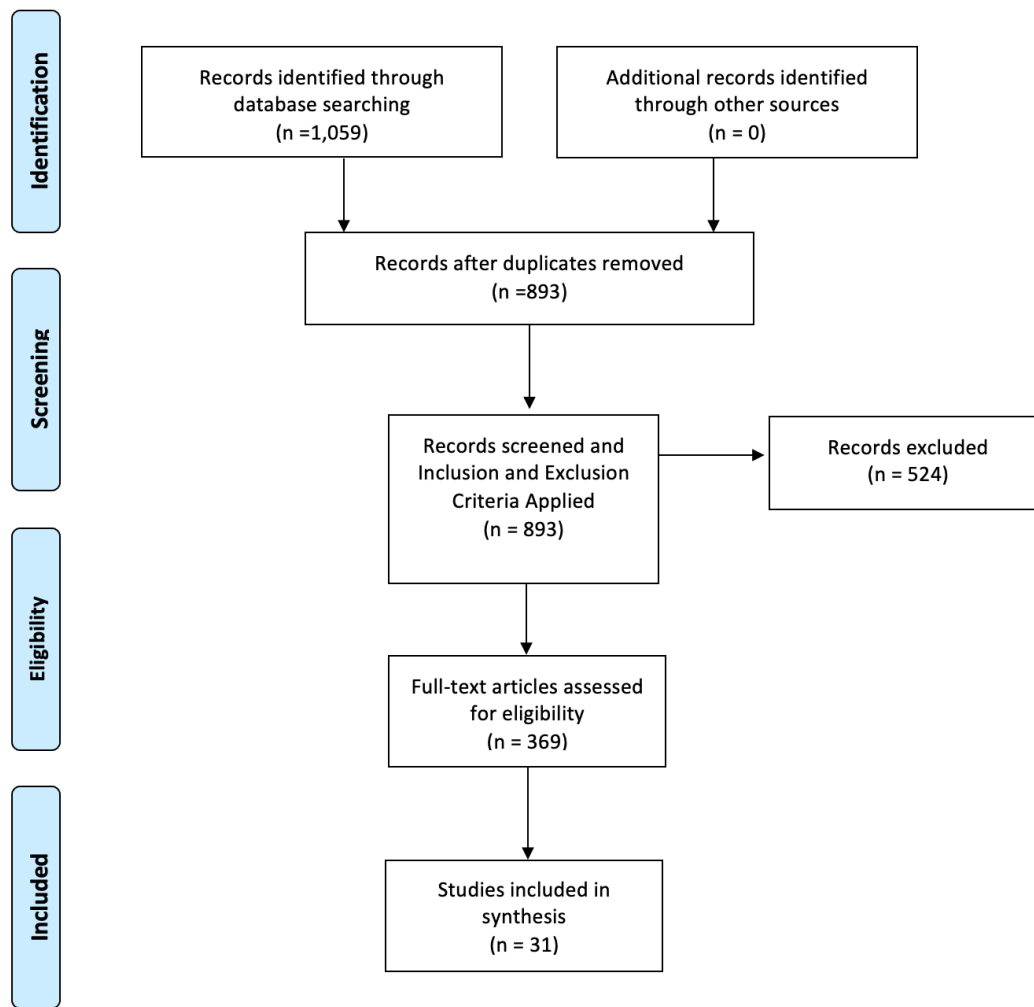 Identification
Records identified through
database searching
(n =1,059)
Additional records identified
through other sources
(n = 0)
Records after duplicates removed
(n =893)
Screening
Records screened and
Inclusion and Exclusion
Criteria Applied
(n = 893)
Records excluded
(n = 524)
Eligibility
Full-text articles assessed
for eligibility
(n = 369)
Included
Studies included in
synthesis
(n = 31)